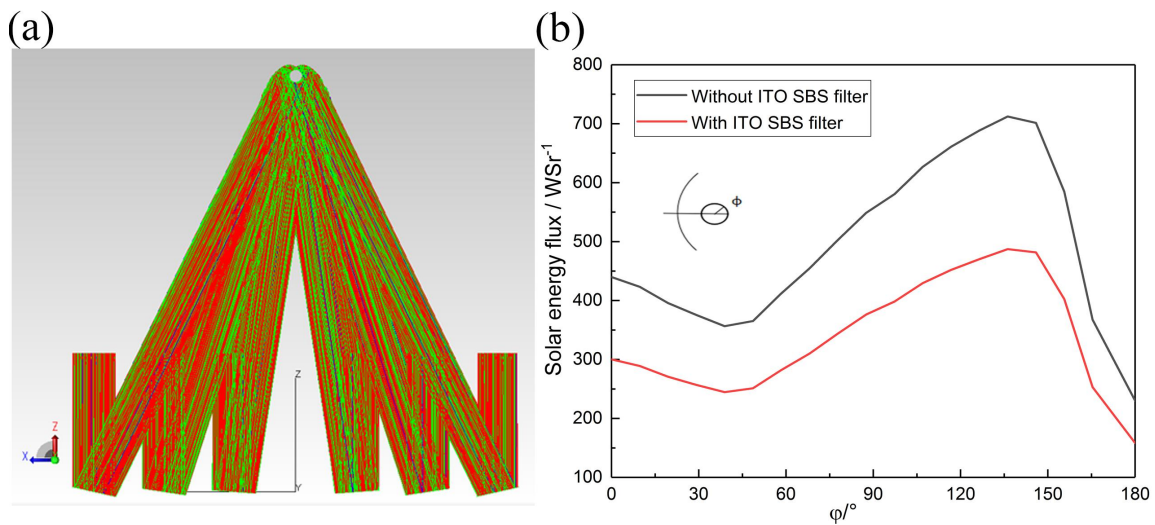 (a)
Z
Y
Z
X
(b)
800
700
600
500
400
300
200
100
Solar energy flux / WSr⁻¹
Without ITO SBS filter
With ITO SBS filter
Φ
0 30 60 90 120 150 180
φ/°